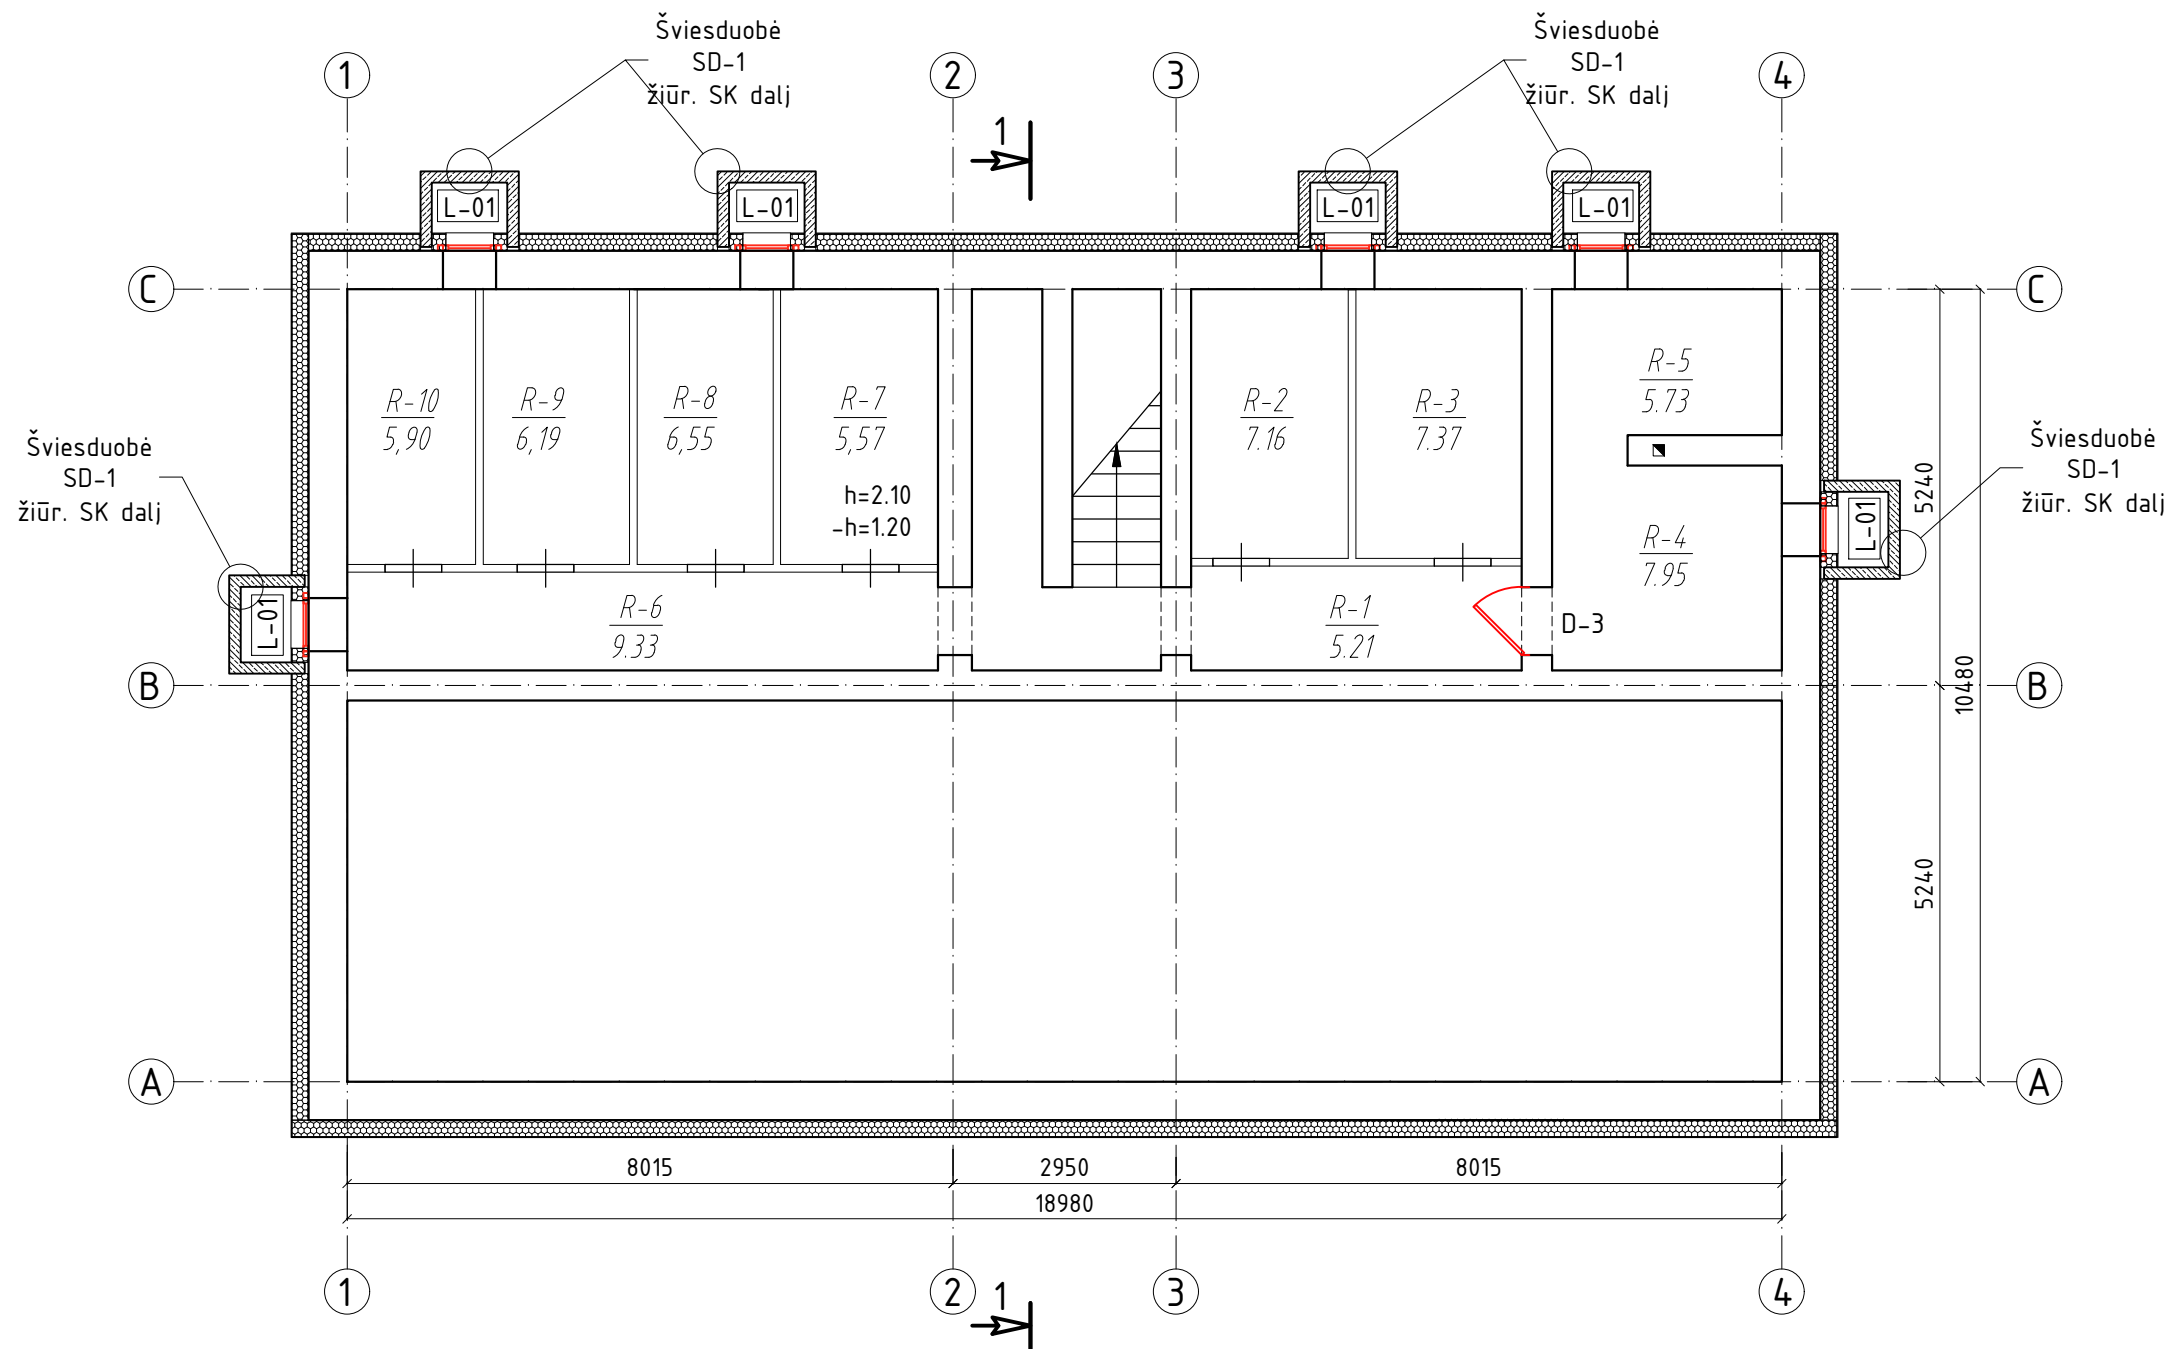 Šviesduobė
SD-1
žiūr. SK dalį
Šviesduobė
SD-1
žiūr. SK dalį
1
2
3
4
1
L-01
L-01
L-01
L-01
C
C
R-10
5,90
R-9
6,19
R-8
6,55
R-7
5,57
h=2.10
-h=1.20
R-2
7.16
R-3
7.37
R-5
5.73
Šviesduobė
SD-1
žiūr. SK dalį
Šviesduobė
SD-1
žiūr. SK dalį
5240
L-01
R-4
7.95
L-01
R-6
9.33
R-1
5.21
D-3
B
B
10480
5240
A
A
8015
2950
8015
18980
1
2
1
3
4